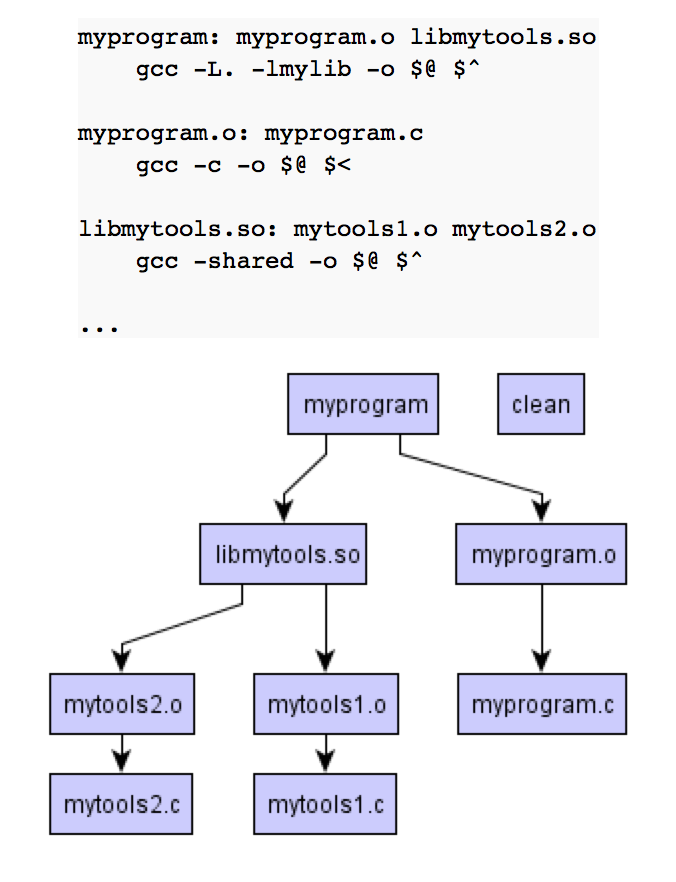 myprogram: myprogram.o libmytools.so
    gcc -L. -lmylib -o $@ $^
myprogram.o: myprogram.c
    gcc -c -o $@ $<
libmytools.so: mytools1.o mytools2.o
    gcc -shared -o $@ $^
...
myprogram clean
libmytools.so myprogram.o
mytools2.o mytools1.o myprogram.c
mytools2.c mytools1.c